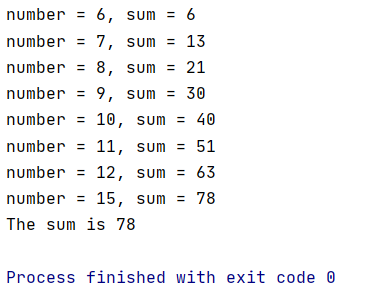 number = 6, sum = 6
number = 7, sum = 13
number = 8, sum = 21
number = 9, sum = 30
number = 10, sum = 40
number = 11, sum = 51
number = 12, sum = 63
number = 15, sum = 78
The sum is 78
Process finished with exit code 0